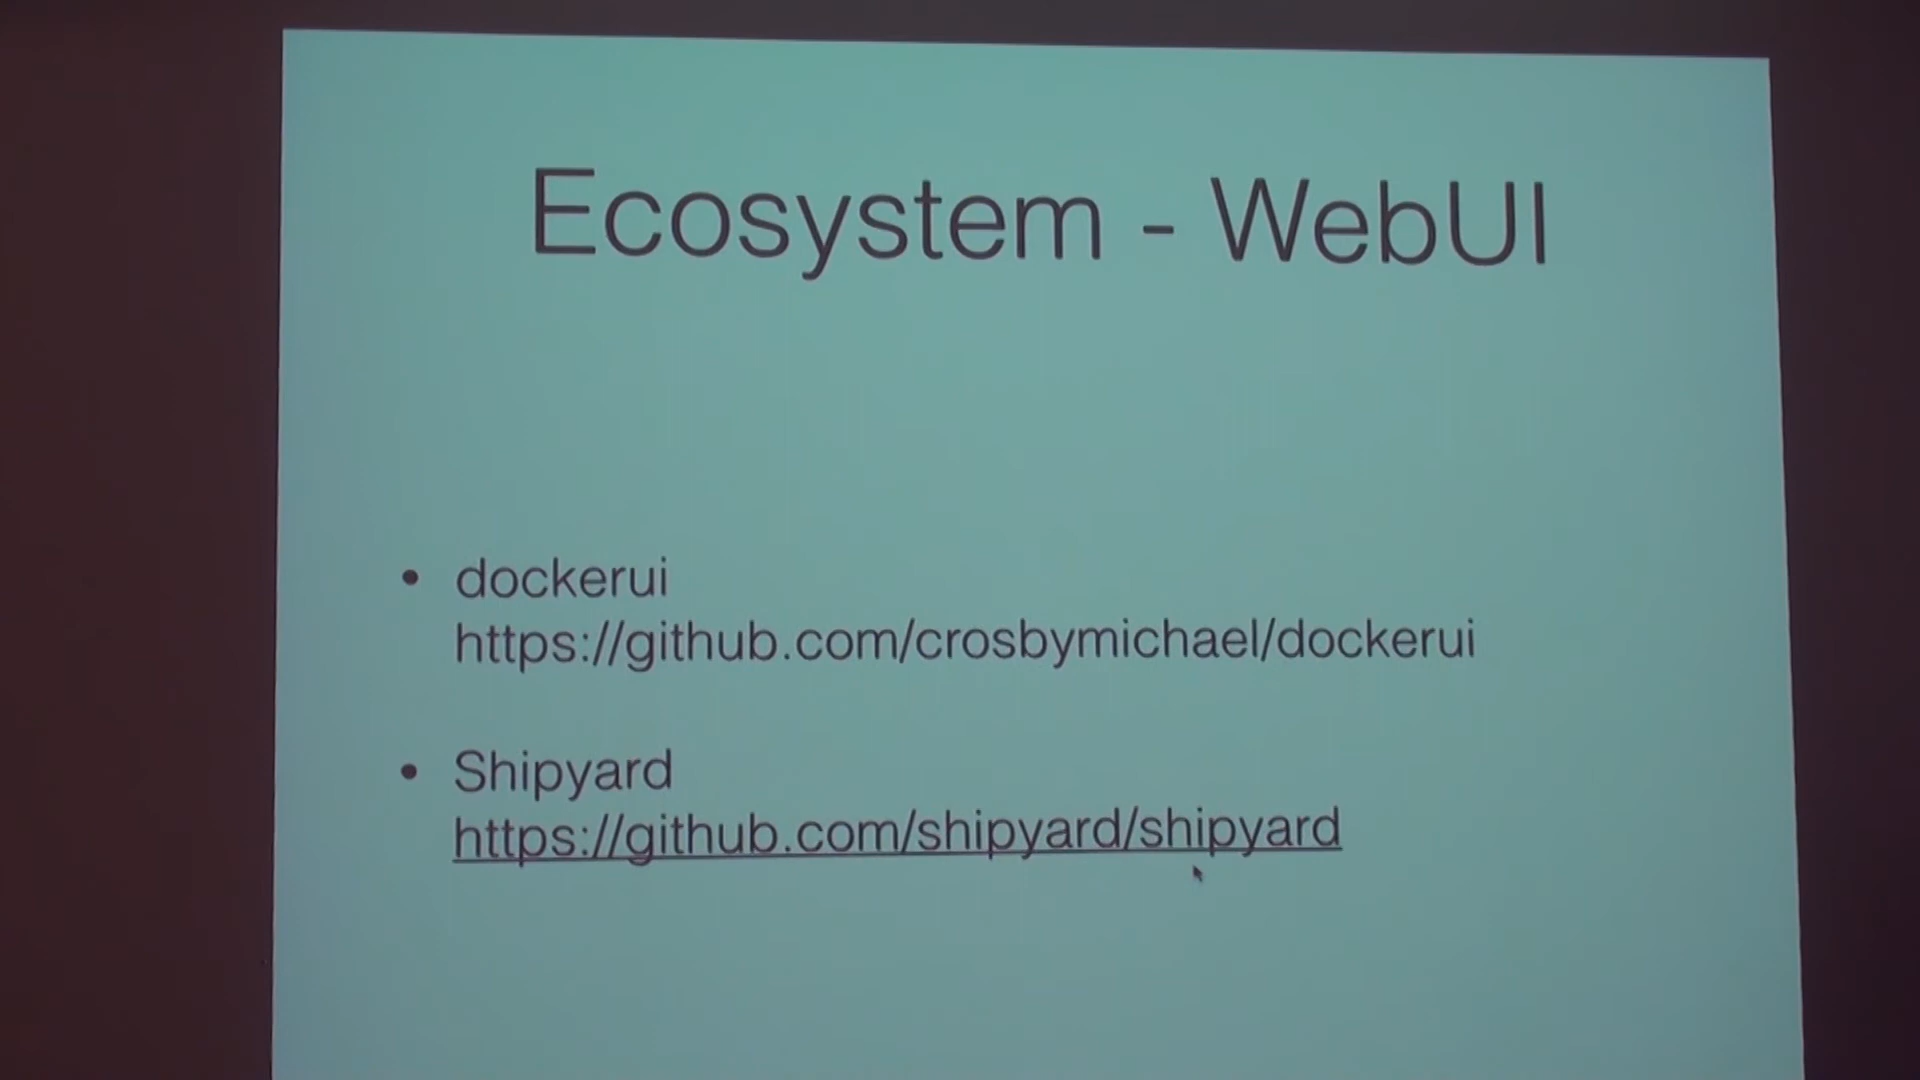 Ecosystem - WebUI
• dockerui
https://github.com/crosbymichael/dockerui
• Shipyard
https://github.com/shipyard/shipyard